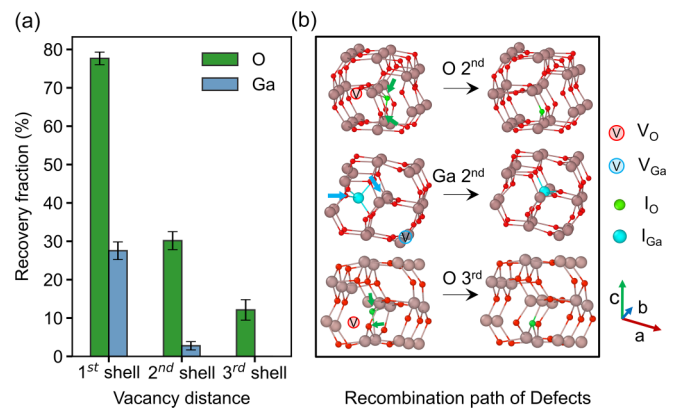 (a)
(b)
80
70
60
50
40
30
20
10
0
Recovery fraction (%)
O
Ga
1st shell
2nd shell
3rd shell
Vacancy distance
O 2nd
V
Ga 2nd
V
O 3rd
V
V VO
V VGa
IO
IGa
c
b
a
Recombination path of Defects